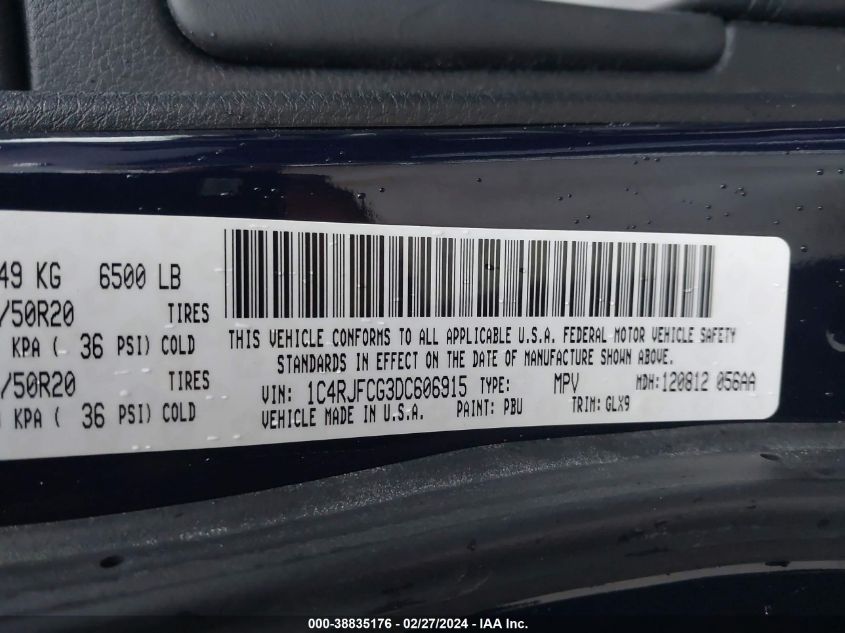 49 KG 6500 LB
/50R20 TIRES
KPA ( 36 PSI) COLD
/50R20 TIRES
KPA ( 36 PSI) COLD
THIS VEHICLE CONFORMS TO ALL APPLICABLE U.S.A. FEDERAL MOTOR VEHICLE SAFETY
STANDARDS IN EFFECT ON THE DATE OF MANUFACTURE SHOWN ABOVE.
VIN: 1C4RJFCG3DC606915 TYPE: MPV MDH:120812 056AA
VEHICLE MADE IN U.S.A. PAINT: PBU TRIM: GLX9
000-38835176 - 02/27/2024 - IAA Inc.